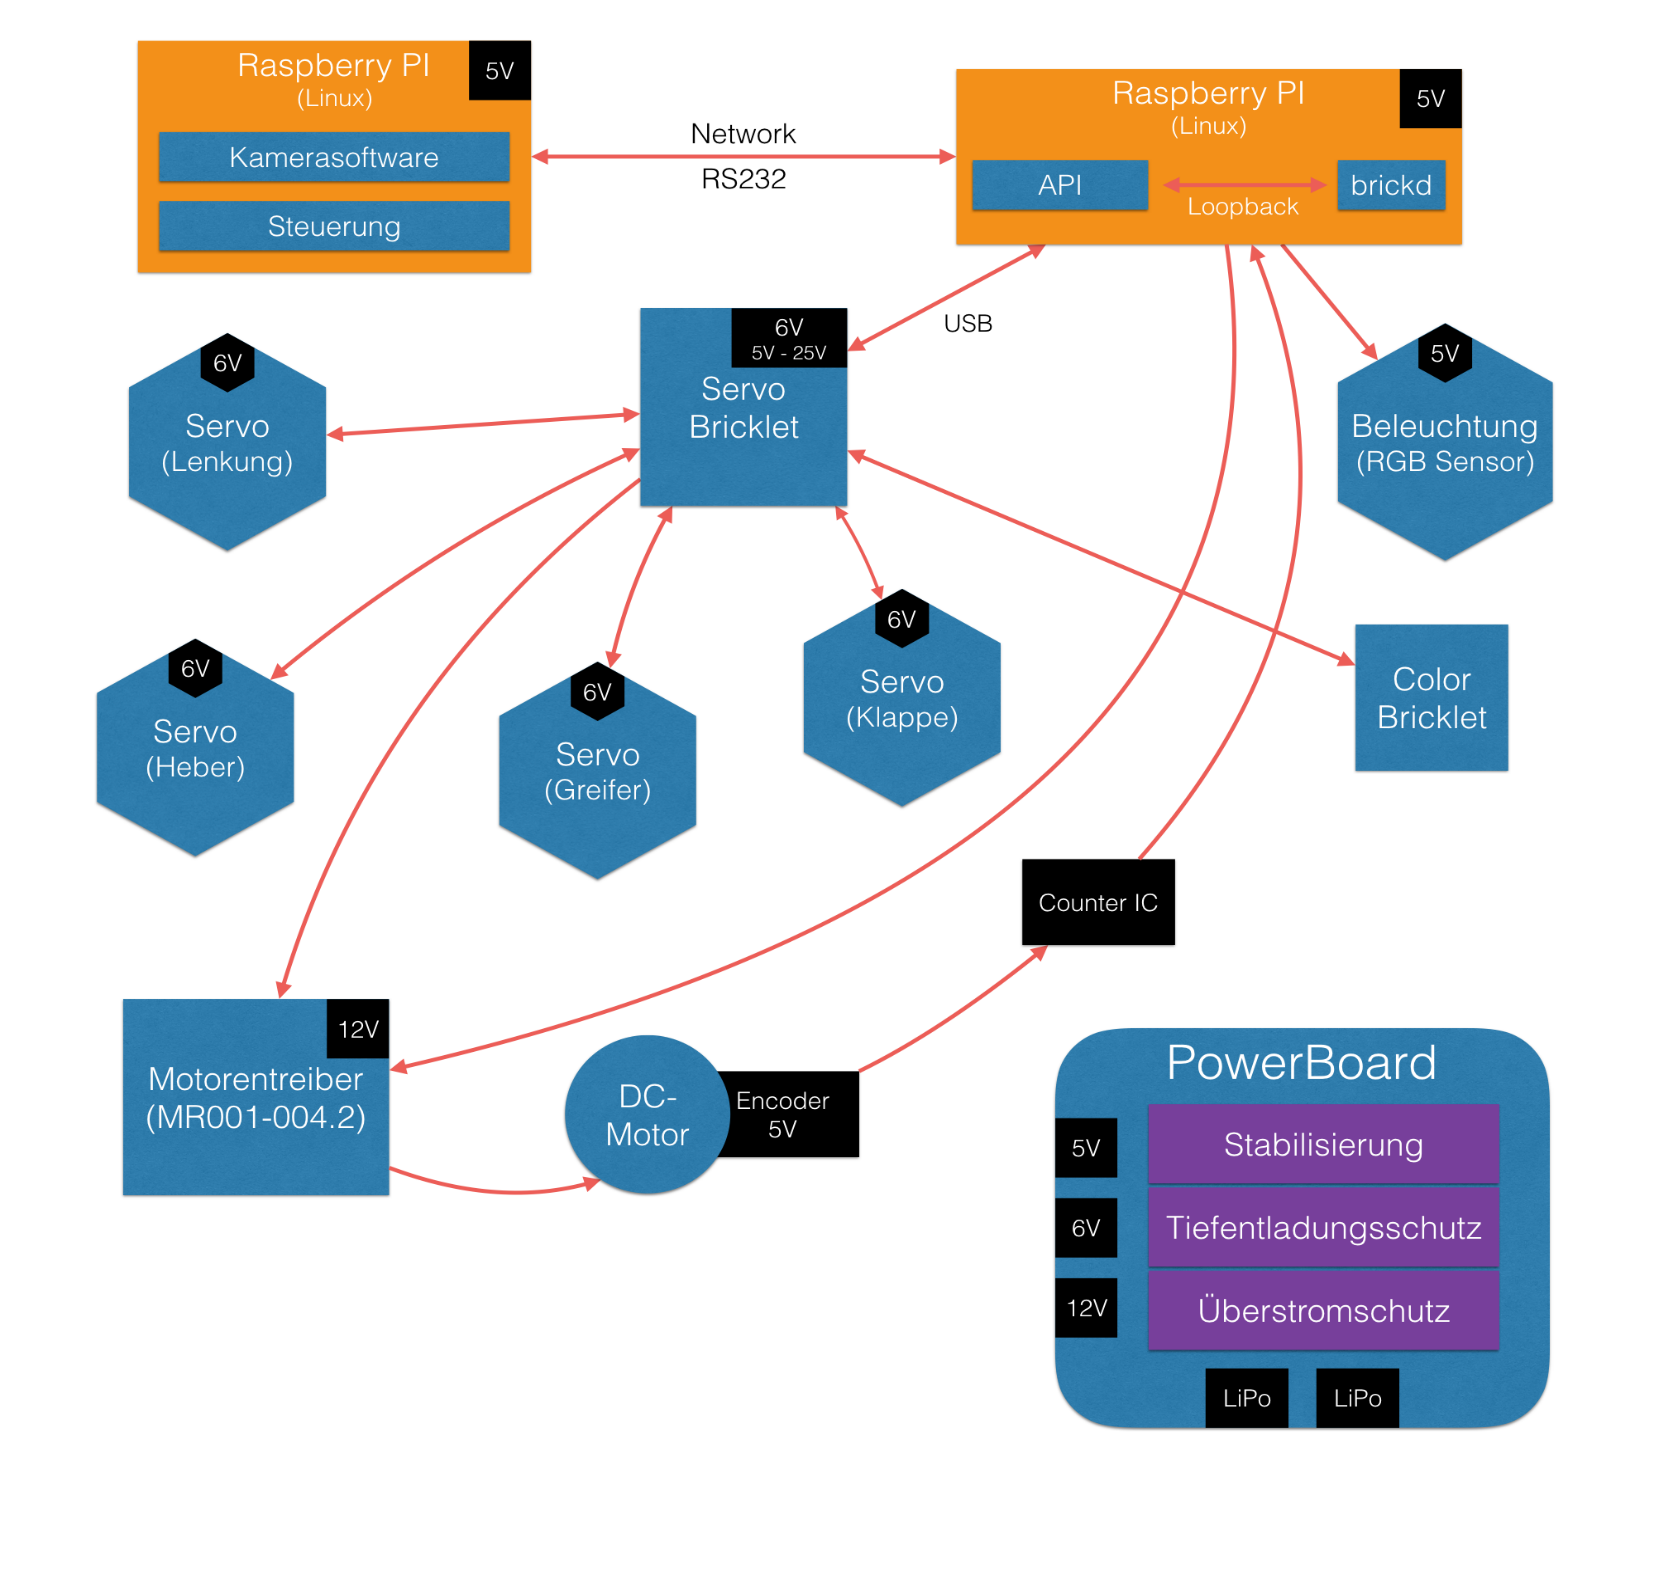 Raspberry PI
(Linux)
5V
Kamerasoftware
Steuerung
Network
RS232
Raspberry PI
(Linux)
5V
API
Loopback
brickd
USB
6V
5V - 25V
Servo
Bricklet
6V
Servo
(Lenkung)
5V
Beleuchtung
(RGB Sensor)
6V
Servo
(Heber)
6V
Servo
(Greifer)
6V
Servo
(Klappe)
Color
Bricklet
Counter IC
12V
Motorentreiber
(MR001-004.2)
DC-
Motor
Encoder
5V
PowerBoard
5V
Stabilisierung
6V
Tiefentladungsschutz
12V
Überstromschutz
LiPo
LiPo